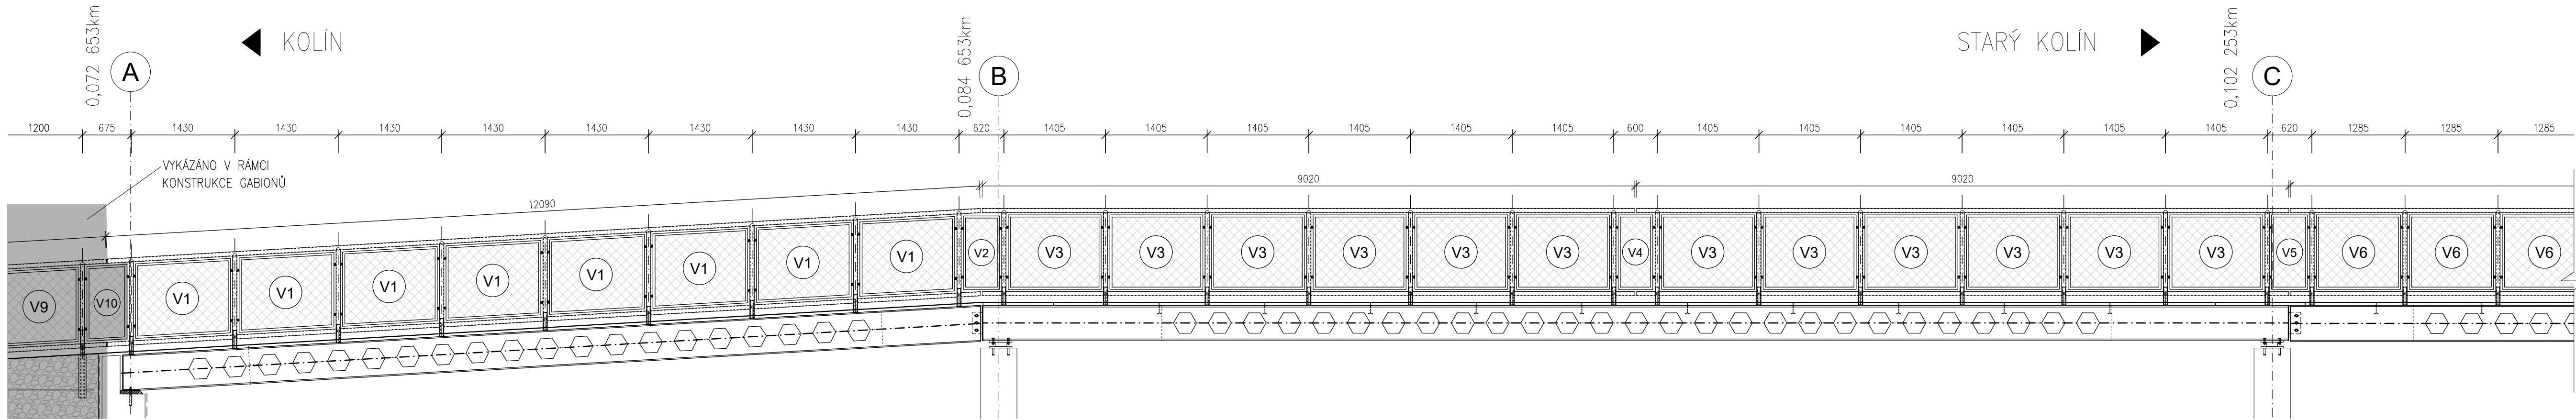 0,072 653km
A
KOLÍN
0,084 653km
B
STARÝ KOLÍN
0,102 253km
C
1200 675 1430 1430 1430 1430 1430 1430 1430 1430 620 1405 1405 1405 1405 1405 1405 600 1405 1405 1405 1405 1405 1405 620 1285 1285 1285
VYKÁZÁNO V RÁMCI
KONSTRUKCE GABIONŮ
12090
9020
9020
V9 V10 V1 V1 V1 V1 V1 V1 V1 V1 V2 V3 V3 V3 V3 V3 V3 V4 V3 V3 V3 V3 V3 V3 V5 V6 V6 V6